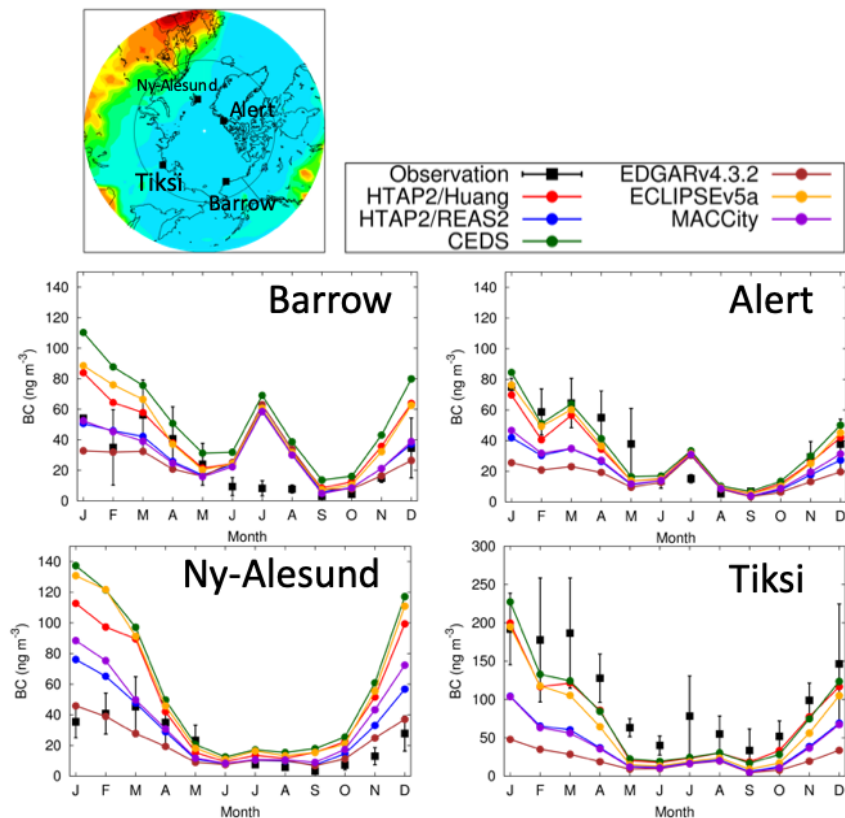 Ny-Alesund
Alert
Tiksi
Barrow
Observation
HTAP2/Huang
HTAP2/REAS2
CEDS
EDGARv4.3.2
ECLIPSEv5a
MACCity
Barrow
BC (ng m⁻³)
140
120
100
80
60
40
20
0
J F M A M J J A S O N D
Month
Alert
BC (ng m⁻³)
140
120
100
80
60
40
20
0
J F M A M J J A S O N D
Month
Ny-Alesund
BC (ng m⁻³)
140
120
100
80
60
40
20
0
J F M A M J J A S O N D
Month
Tiksi
BC (ng m⁻³)
300
250
200
150
100
50
0
J F M A M J J A S O N D
Month